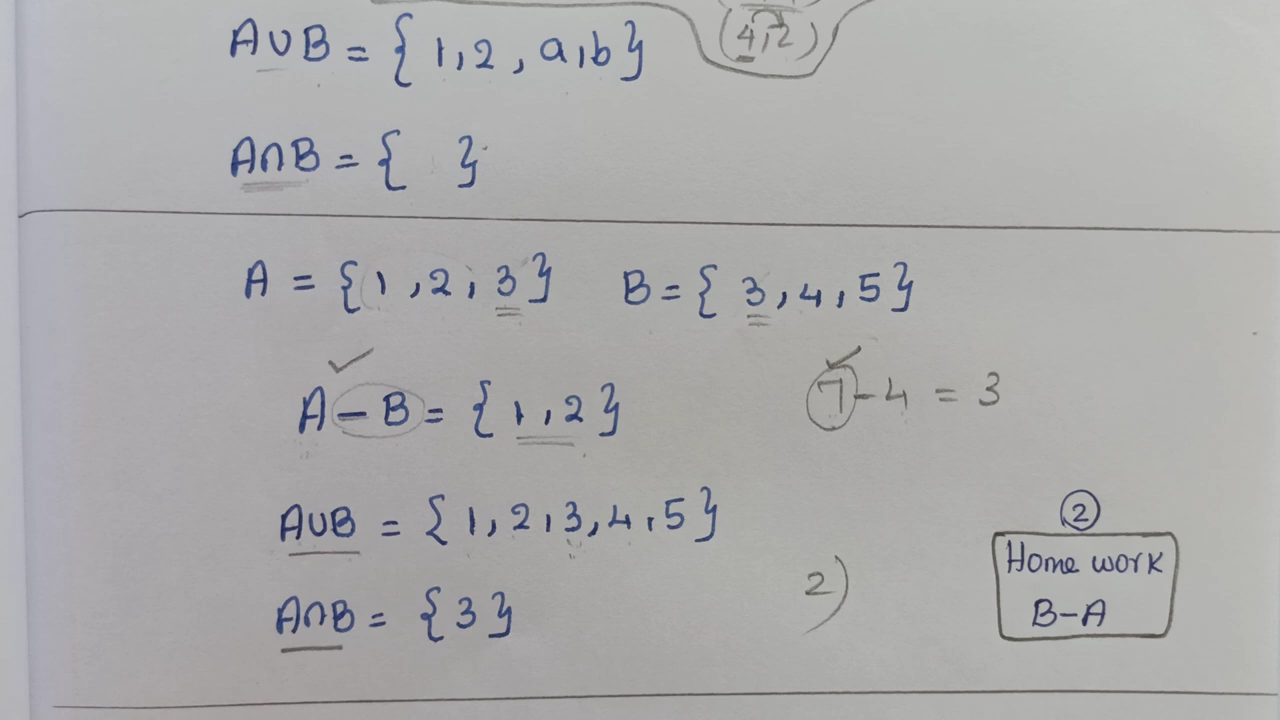 A∪B = { 1,2 , a,b}
(4,2)
A∩B = { }
A = {1 ,2, 3} B = { 3, 4, 5}
A - B = { 1,2 }
7 - 4 = 3
A∪B = { 1, 2, 3, 4, 5}
A∩B = {3}
2)
2
Home work
B-A